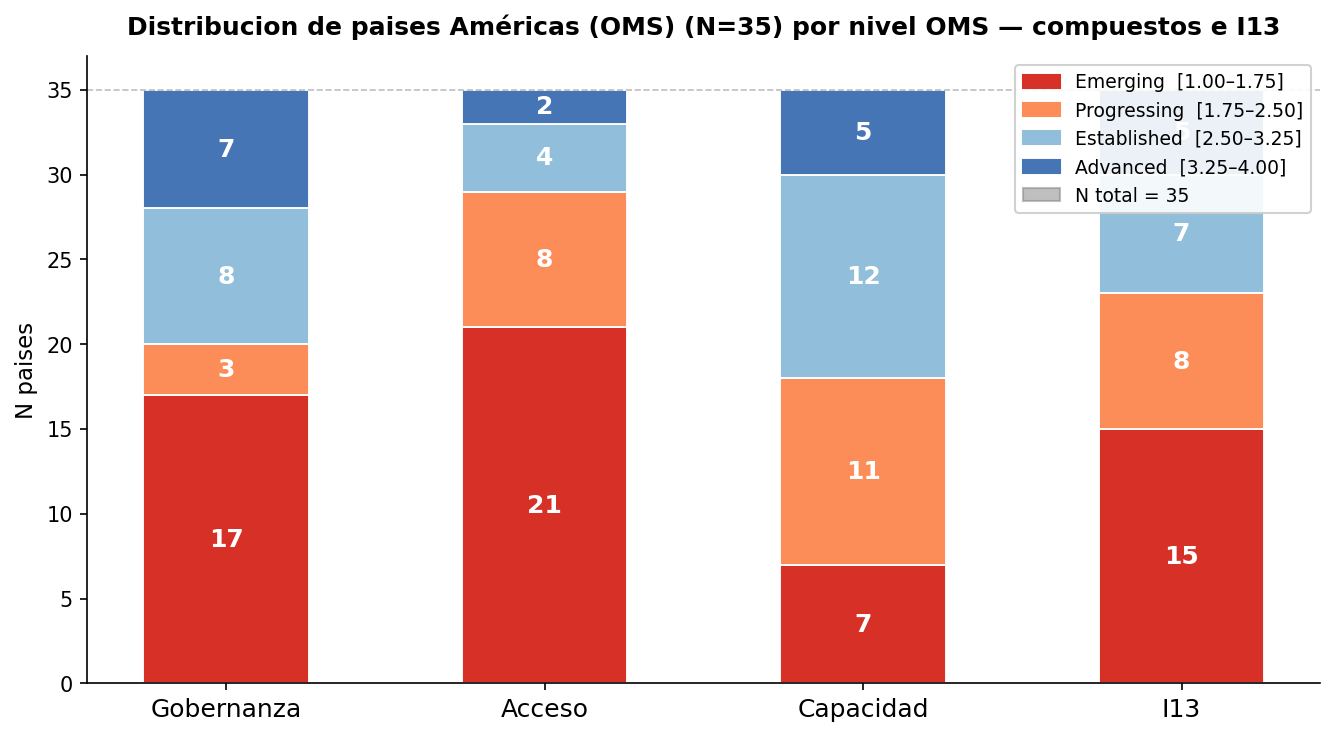 Distribucion de paises Américas (OMS) (N=35) por nivel OMS — compuestos e I13
Emerging [1.00–1.75]
Progressing [1.75–2.50]
Established [2.50–3.25]
Advanced [3.25–4.00]
N total = 35
N paises
35
30
25
20
15
10
5
0
7
8
3
17
2
4
8
21
5
12
11
7
7
8
15
Gobernanza
Acceso
Capacidad
I13